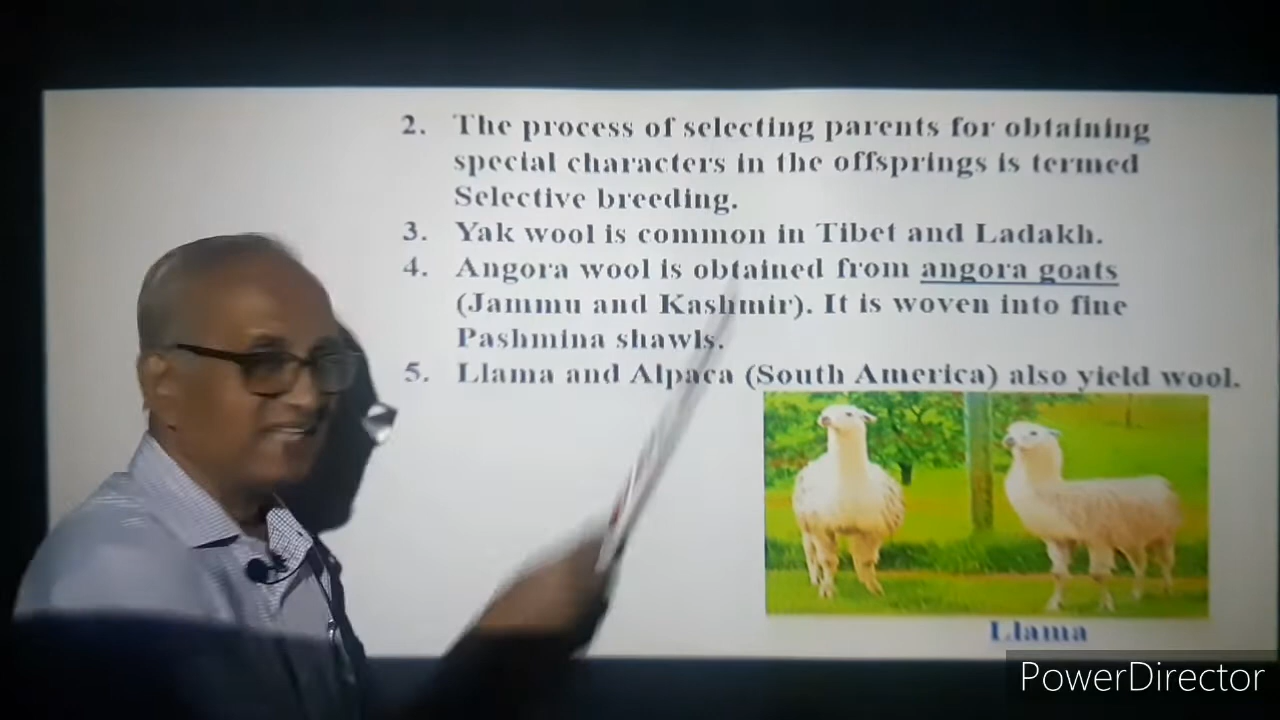 2. The process of selecting parents for obtaining
special characters in the offsprings is termed
Selective breeding.
3. Yak wool is common in Tibet and Ladakh.
4. Angora wool is obtained from angora goats
(Jammu and Kashmir). It is woven into fine
Pashmina shawls.
5. Llama and Alpaca (South America) also yield wool.
Llama
PowerDirector